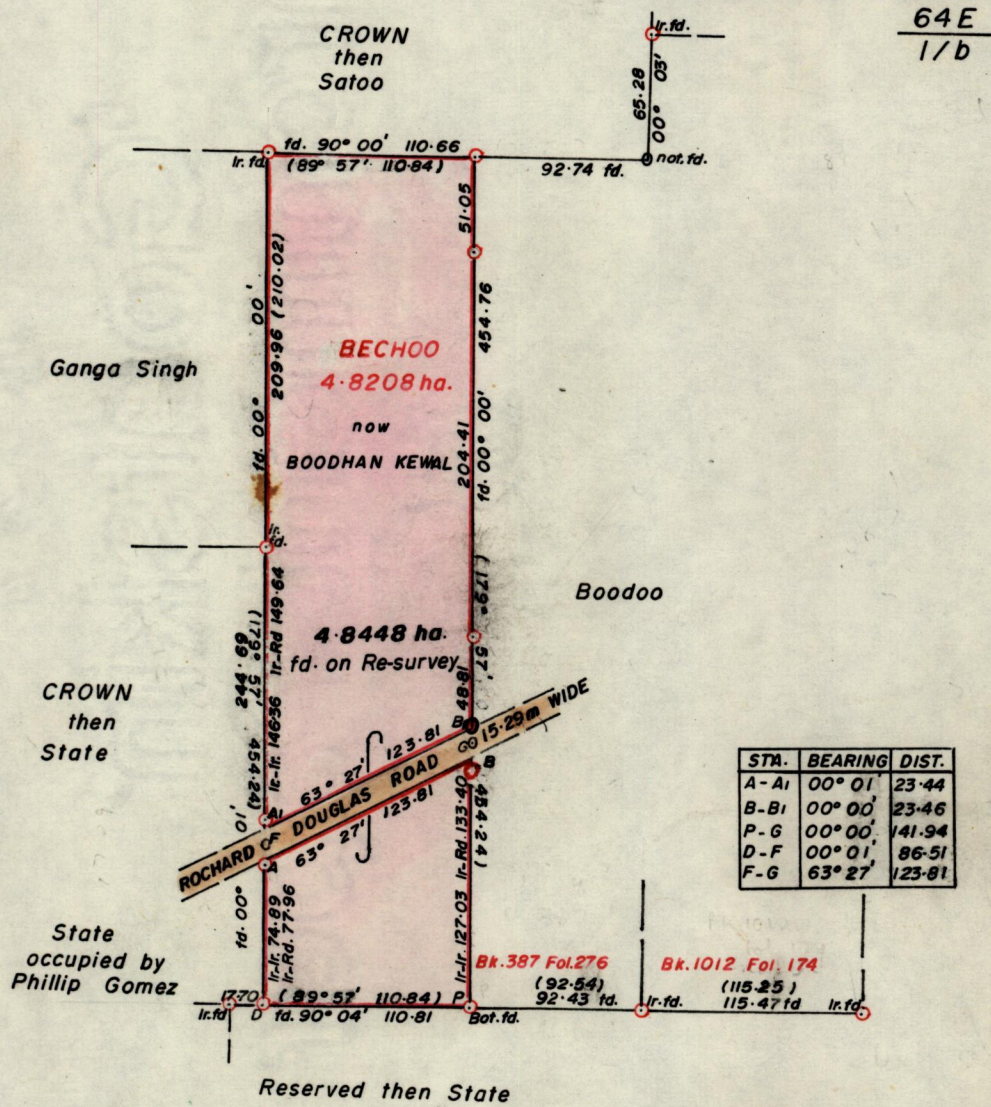 64E
1/b
CROWN
then
Satoo
Ir.fd.
65·28
00° 03'
not.fd.
fd. 90° 00' 110·66
Ir. fd.
(89° 57' 110·84)
92·74 fd.
51·05
454·76
204·41
fd. 00° 00'
(179° 57' 454·24)
48·81
fd. 00° 00'
209·96 (210·02)
Ganga Singh
BECHOO
4·8208 ha.
now
BOODHAN KEWAL
Ir.
fd.
Boodoo
4·8448 ha.
fd. on Re-survey
CROWN
then
State
244·69
(179° 57' 454·24)
Ir-Rd 149·64
Ir-Ir. 146·36
63° 27' 123·81
B
15·29m WIDE
G
B
A1
F
ROCHARD DOUGLAS ROAD
A
63° 27' 123·81
fd. 00° 01'
Ir-Ir. 74·89
Ir-Rd. 77·96
Ir-Rd. 133·40
Ir-Ir. 127·03
STA. BEARING DIST.
A-A1 00° 01' 23·44
B-B1 00° 00' 23·46
P-G 00° 00' 141·94
D-F 00° 01' 86·51
F-G 63° 27' 123·81
State
occupied by
Phillip Gomez
Bk.387 Fol.276
Bk.1012 Fol. 174
(92·54)
(115·25)
17·70
(89° 57' 110·84)
P
92·43 fd.
Ir.fd.
115·47 fd
Ir.fd
Ir.fd
D
fd. 90° 04' 110·81
Bot.fd.
Reserved then State